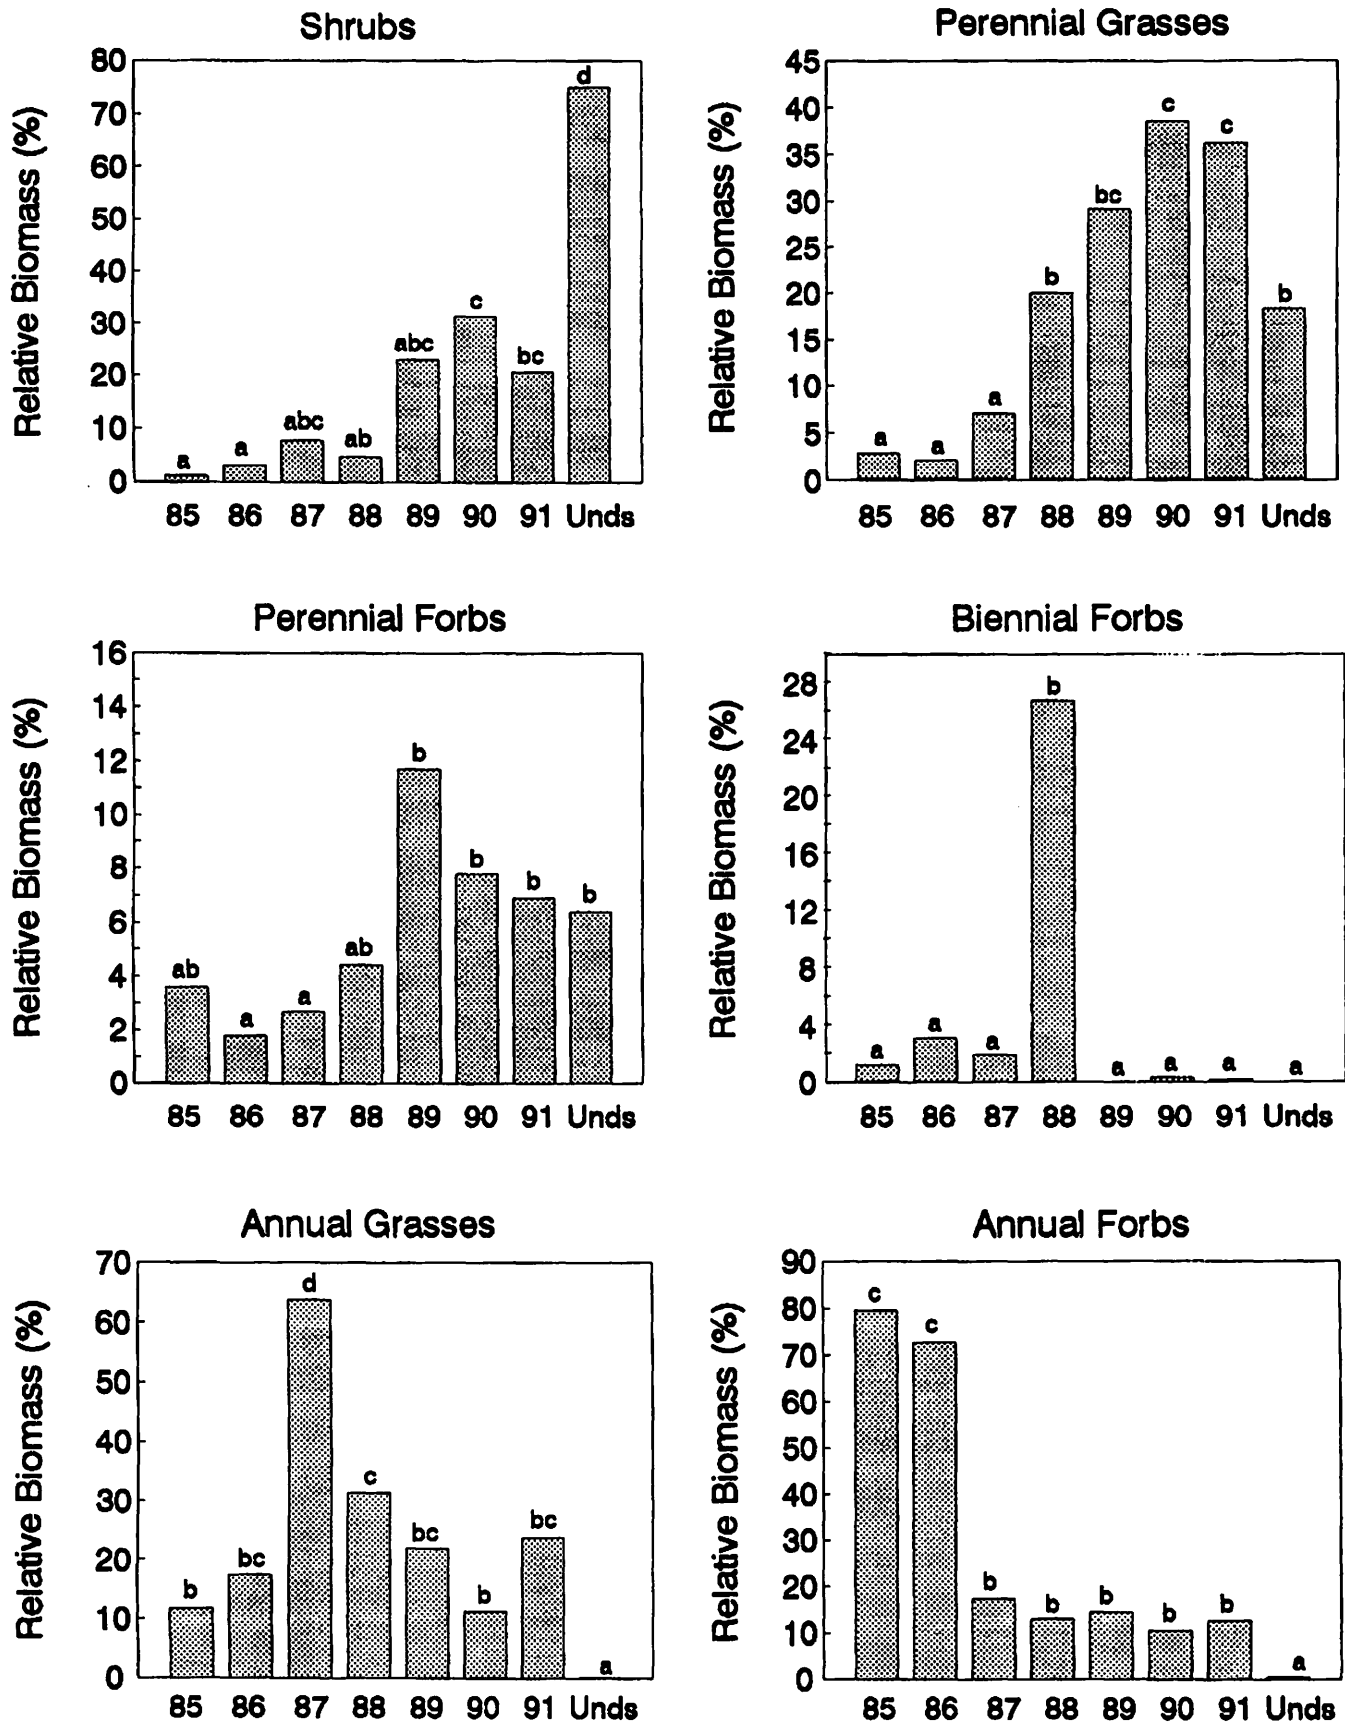 Shrubs
Relative Biomass (%)
80
70
60
50
40
30
20
10
0
a
a
abc
ab
abc
c
bc
d
85 86 87 88 89 90 91 Unds
Perennial Grasses
Relative Biomass (%)
45
40
35
30
25
20
15
10
5
0
a
a
a
b
bc
c
c
b
85 86 87 88 89 90 91 Unds
Perennial Forbs
Relative Biomass (%)
16
14
12
10
8
6
4
2
0
ab
a
a
ab
b
b
b
b
85 86 87 88 89 90 91 Unds
Biennial Forbs
Relative Biomass (%)
28
24
20
16
12
8
4
0
a
a
a
b
a
a
a
a
85 86 87 88 89 90 91 Unds
Annual Grasses
Relative Biomass (%)
70
60
50
40
30
20
10
0
b
bc
d
c
bc
b
bc
a
85 86 87 88 89 90 91 Unds
Annual Forbs
Relative Biomass (%)
90
80
70
60
50
40
30
20
10
0
c
c
b
b
b
b
b
a
85 86 87 88 89 90 91 Unds